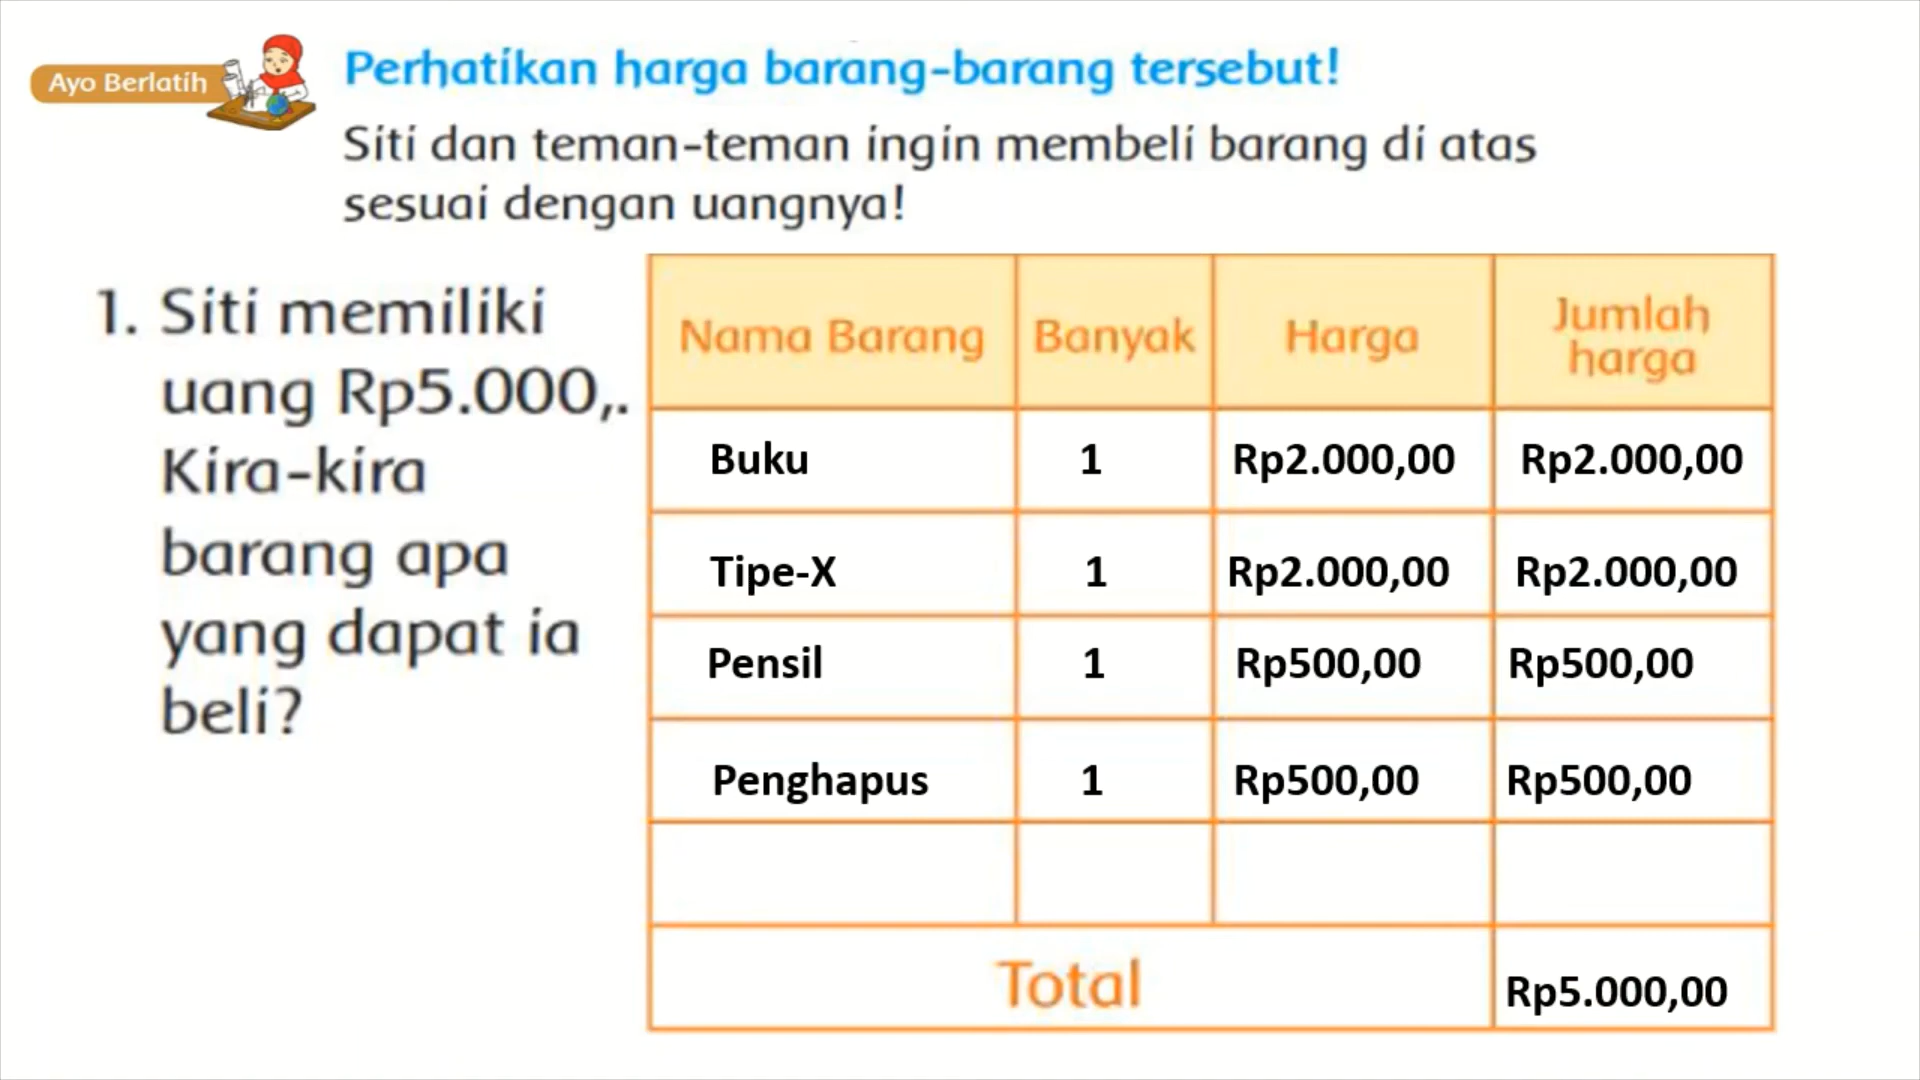 Ayo Berlatih
Perhatikan harga barang-barang tersebut!
Siti dan teman-teman ingin membeli barang di atas
sesuai dengan uangnya!
1. Siti memiliki
uang Rp5.000,.
Kira-kira
barang apa
yang dapat ia
beli?
Nama Barang Banyak Harga Jumlah harga
Buku 1 Rp2.000,00 Rp2.000,00
Tipe-X 1 Rp2.000,00 Rp2.000,00
Pensil 1 Rp500,00 Rp500,00
Penghapus 1 Rp500,00 Rp500,00
Total Rp5.000,00